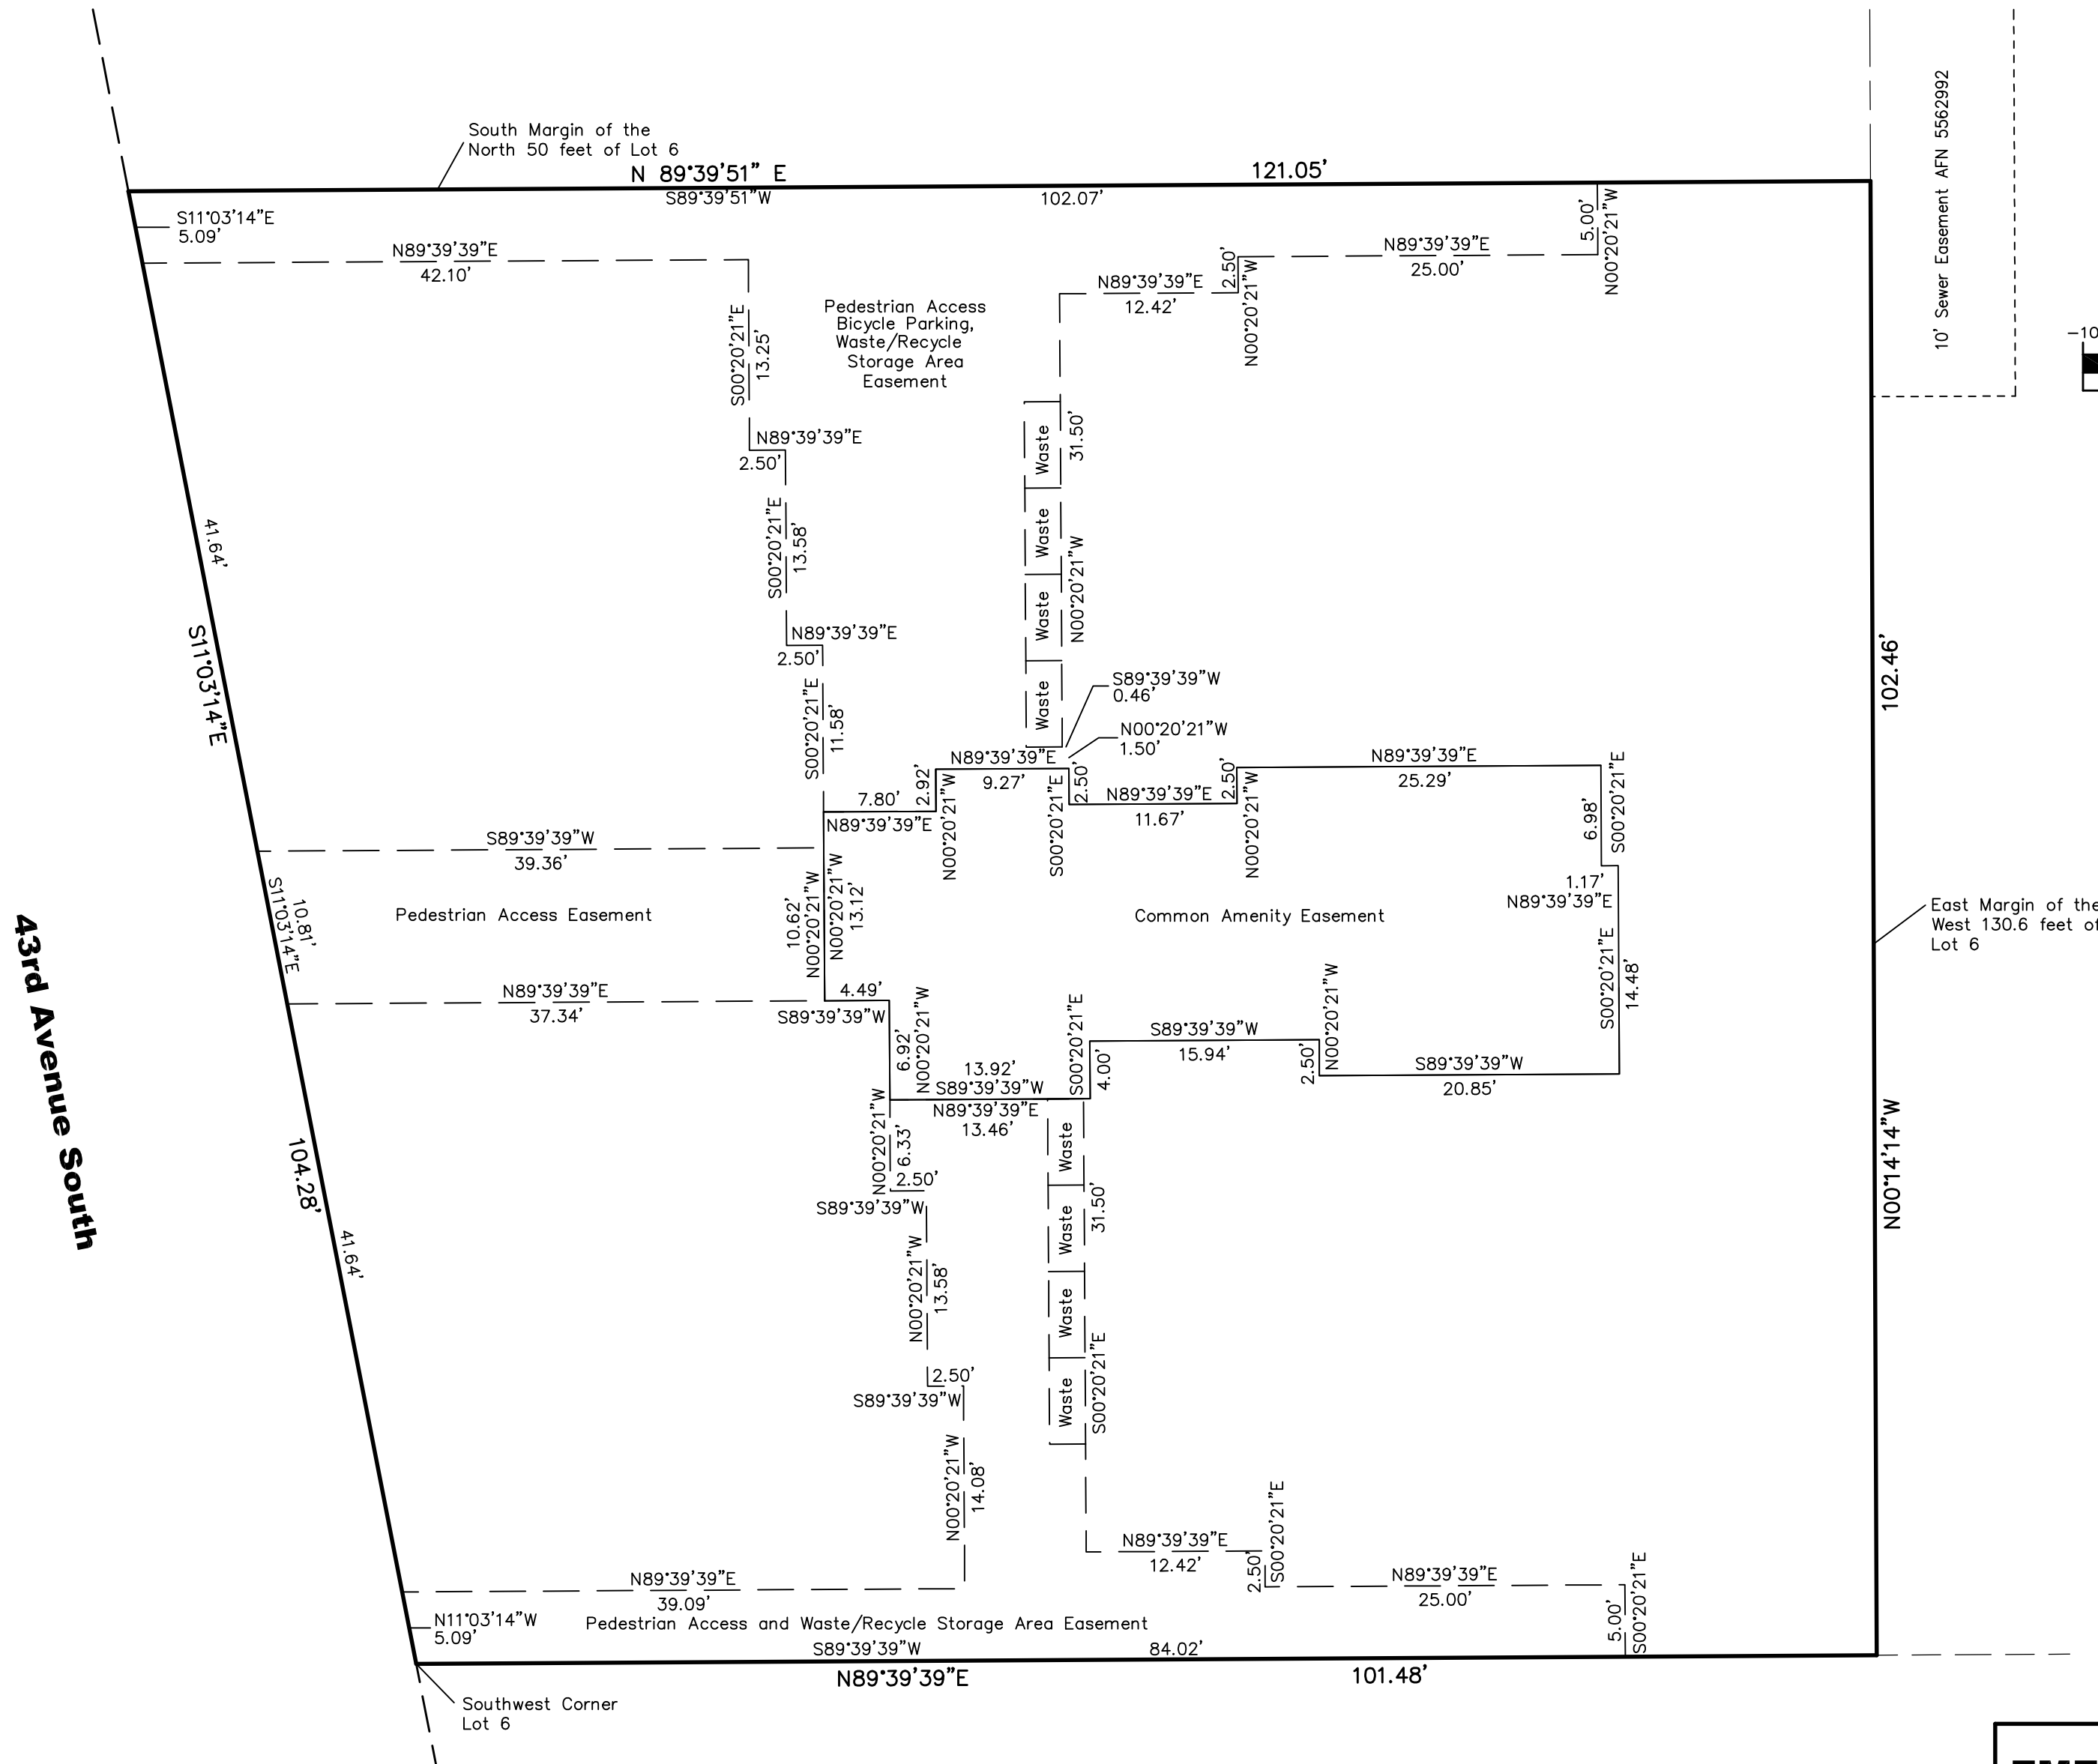 10' Sewer Easement AFN 5562992
South Margin of the
North 50 feet of Lot 6
N 89°39'51" E
121.05'
S89°39'51"W
102.07'
S11°03'14"E
5.09'
N89°39'39"E
42.10'
5.00'
N00°20'21"W
N89°39'39"E
25.00'
2.50'
N00°20'21"W
N89°39'39"E
12.42'
Pedestrian Access
Bicycle Parking,
Waste/Recycle
Storage Area
Easement
-10
S00°20'21"E
13.25'
N89°39'39"E
2.50'
Waste
31.50'
Waste
Waste
Waste
N00°20'21"W
41.64'
S00°20'21"E
13.58'
N89°39'39"E
2.50'
S11°03'14"E
S00°20'21"E
11.58'
S89°39'39"W
0.46'
N00°20'21"W
1.50'
102.46'
N89°39'39"E
9.27'
2.92'
N00°20'21"W
7.80'
N89°39'39"E
S00°20'21"E
2.50'
N89°39'39"E
11.67'
2.50'
N00°20'21"W
N89°39'39"E
25.29'
6.98'
S00°20'21"E
1.17'
N89°39'39"E
S89°39'39"W
39.36'
10.81'
S11°03'14"E
Pedestrian Access Easement
10.62'
N00°20'21"W
N00°20'21"W
13.12'
Common Amenity Easement
S00°20'21"E
14.48'
East Margin of the
West 130.6 feet of
Lot 6
43rd Avenue South
N89°39'39"E
37.34'
4.49'
S89°39'39"W
6.92'
N00°20'21"W
13.92'
S89°39'39"W
N89°39'39"E
13.46'
S00°20'21"E
4.00'
S89°39'39"W
15.94'
2.50'
N00°20'21"W
S89°39'39"W
20.85'
N00°14'14"W
104.28'
41.64'
N00°20'21"W
6.33'
2.50'
S89°39'39"W
Waste
Waste
Waste
Waste
31.50'
S00°20'21"E
N00°20'21"W
13.58'
2.50'
S89°39'39"W
N00°20'21"W
14.08'
N89°39'39"E
12.42'
2.50'
S00°20'21"E
N89°39'39"E
25.00'
5.00'
S00°20'21"E
N89°39'39"E
39.09'
N11°03'14"W
5.09'
Pedestrian Access and Waste/Recycle Storage Area Easement
S89°39'39"W
84.02'
N89°39'39"E
101.48'
Southwest Corner
Lot 6